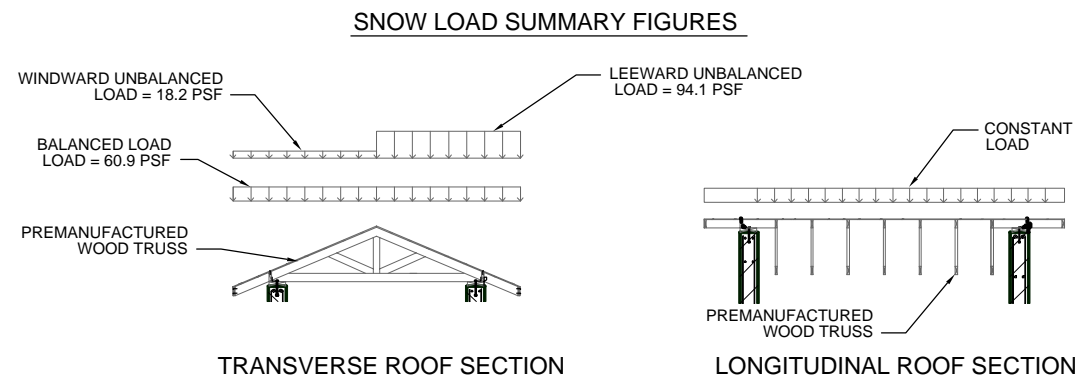 SNOW LOAD SUMMARY FIGURES
WINDWARD UNBALANCED
LOAD = 18.2 PSF
LEEWARD UNBALANCED
LOAD = 94.1 PSF
BALANCED LOAD
LOAD = 60.9 PSF
PREMANUFACTURED
WOOD TRUSS
TRANSVERSE ROOF SECTION
CONSTANT
LOAD
PREMANUFACTURED
WOOD TRUSS
LONGITUDINAL ROOF SECTION